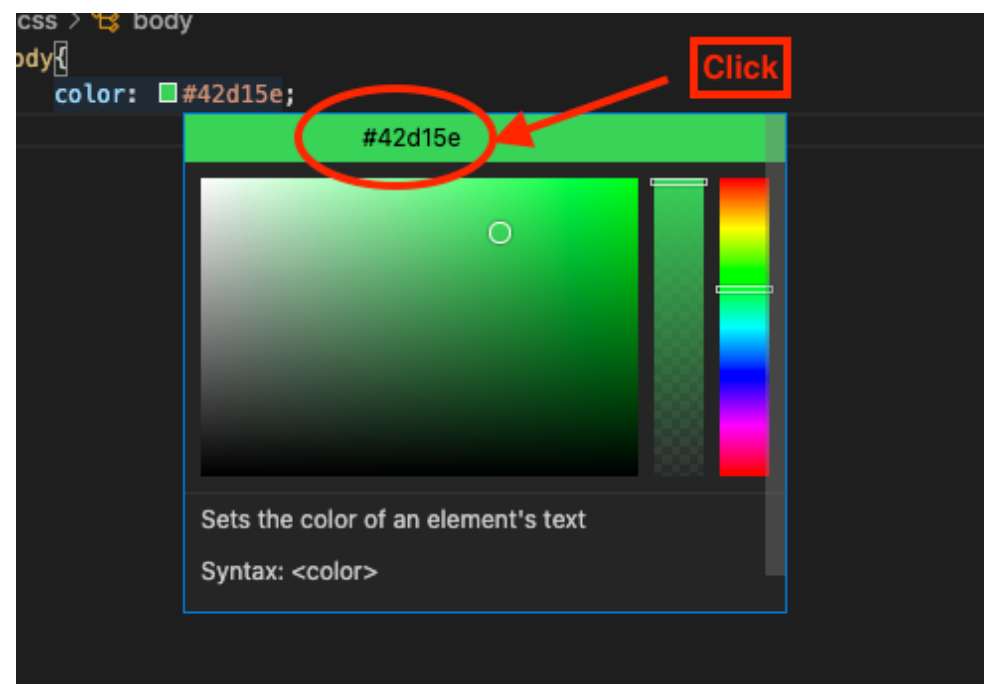 css > body
ody{
Click
color: #42d15e;
#42d15e
Sets the color of an element's text
Syntax: <color>